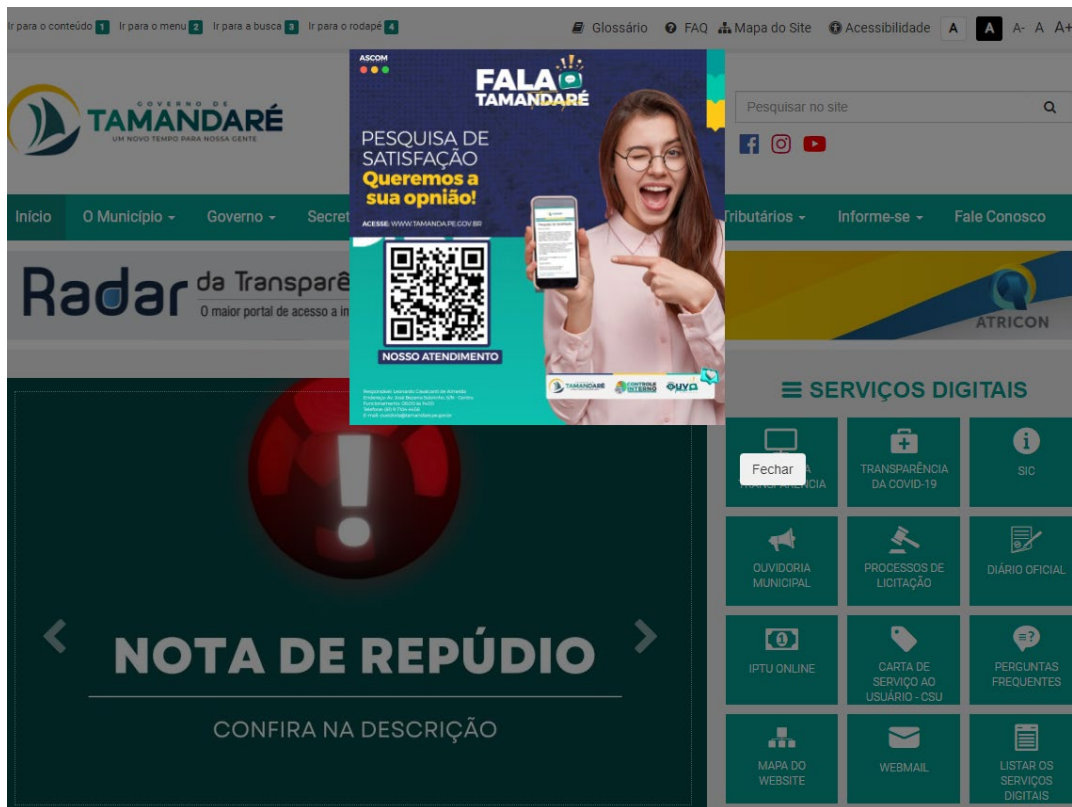 Ir para o conteúdo 1 Ir para o menu 2 Ir para a busca 3 Ir para o rodapé 4
Glossário FAQ Mapa do Site Acessibilidade A A A- A A+
GOVERNO DE
TAMANDARÉ
UM NOVO TEMPO PARA NOSSA GENTE
Pesquisar no site
ASCOM
FALA
TAMANDARÉ
PESQUISA DE
SATISFAÇÃO
Queremos a
sua opnião!
ACESSE: WWW.TAMANDA.PE.GOV.BR
NOSSO ATENDIMENTO
TAMANDARÉ
CONTROLE
INTERNO
Início O Município Governo Secret
Tributários Informe-se Fale Conosco
Radar da Transparê
O maior portal de acesso a in
ATRICON
SERVIÇOS DIGITAIS
Fechar
TRANSPARÊNCIA
DA COVID-19
SIC
OUVIDORIA
MUNICIPAL
PROCESSOS DE
LICITAÇÃO
DIÁRIO OFICIAL
IPTU ONLINE
CARTA DE
SERVIÇO AO
USUÁRIO - CSU
PERGUNTAS
FREQUENTES
MAPA DO
WEBSITE
WEBMAIL
LISTAR OS
SERVIÇOS
DIGITAIS
NOTA DE REPÚDIO
CONFIRA NA DESCRIÇÃO